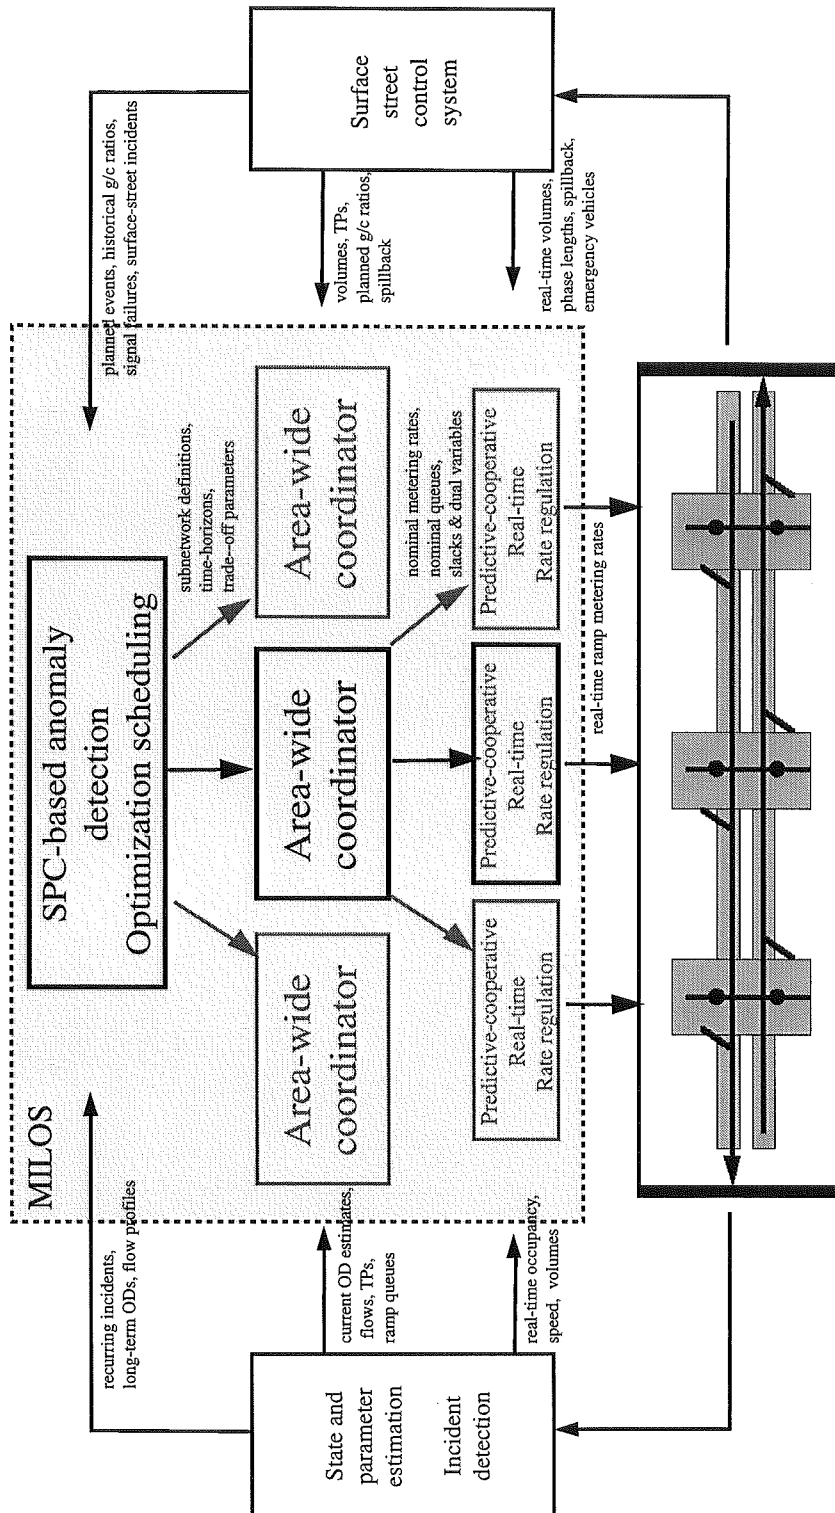 MILOS
SPC-based anomaly
detection
Optimization scheduling
recurring incidents,
long-term ODs, flow profiles
planned events, historical g/c ratios,
signal failures, surface-street incidents
subnetwork definitions,
time-horizons,
trade--off parameters
State and
parameter
estimation
Incident
detection
current OD estimates,
flows, TPs,
ramp queues
Area-wide
coordinator
Area-wide
coordinator
Area-wide
coordinator
volumes, TPs,
planned g/c ratios,
spillback
Surface
street
control
system
nominal metering rates,
nominal queues,
slacks & dual variables
real-time occupancy,
speed, volumes
Predictive-cooperative
Real-time
Rate regulation
Predictive-cooperative
Real-time
Rate regulation
Predictive-cooperative
Real-time
Rate regulation
real-time volumes,
phase lengths, spillback,
emergency vehicles
real-time ramp metering rates